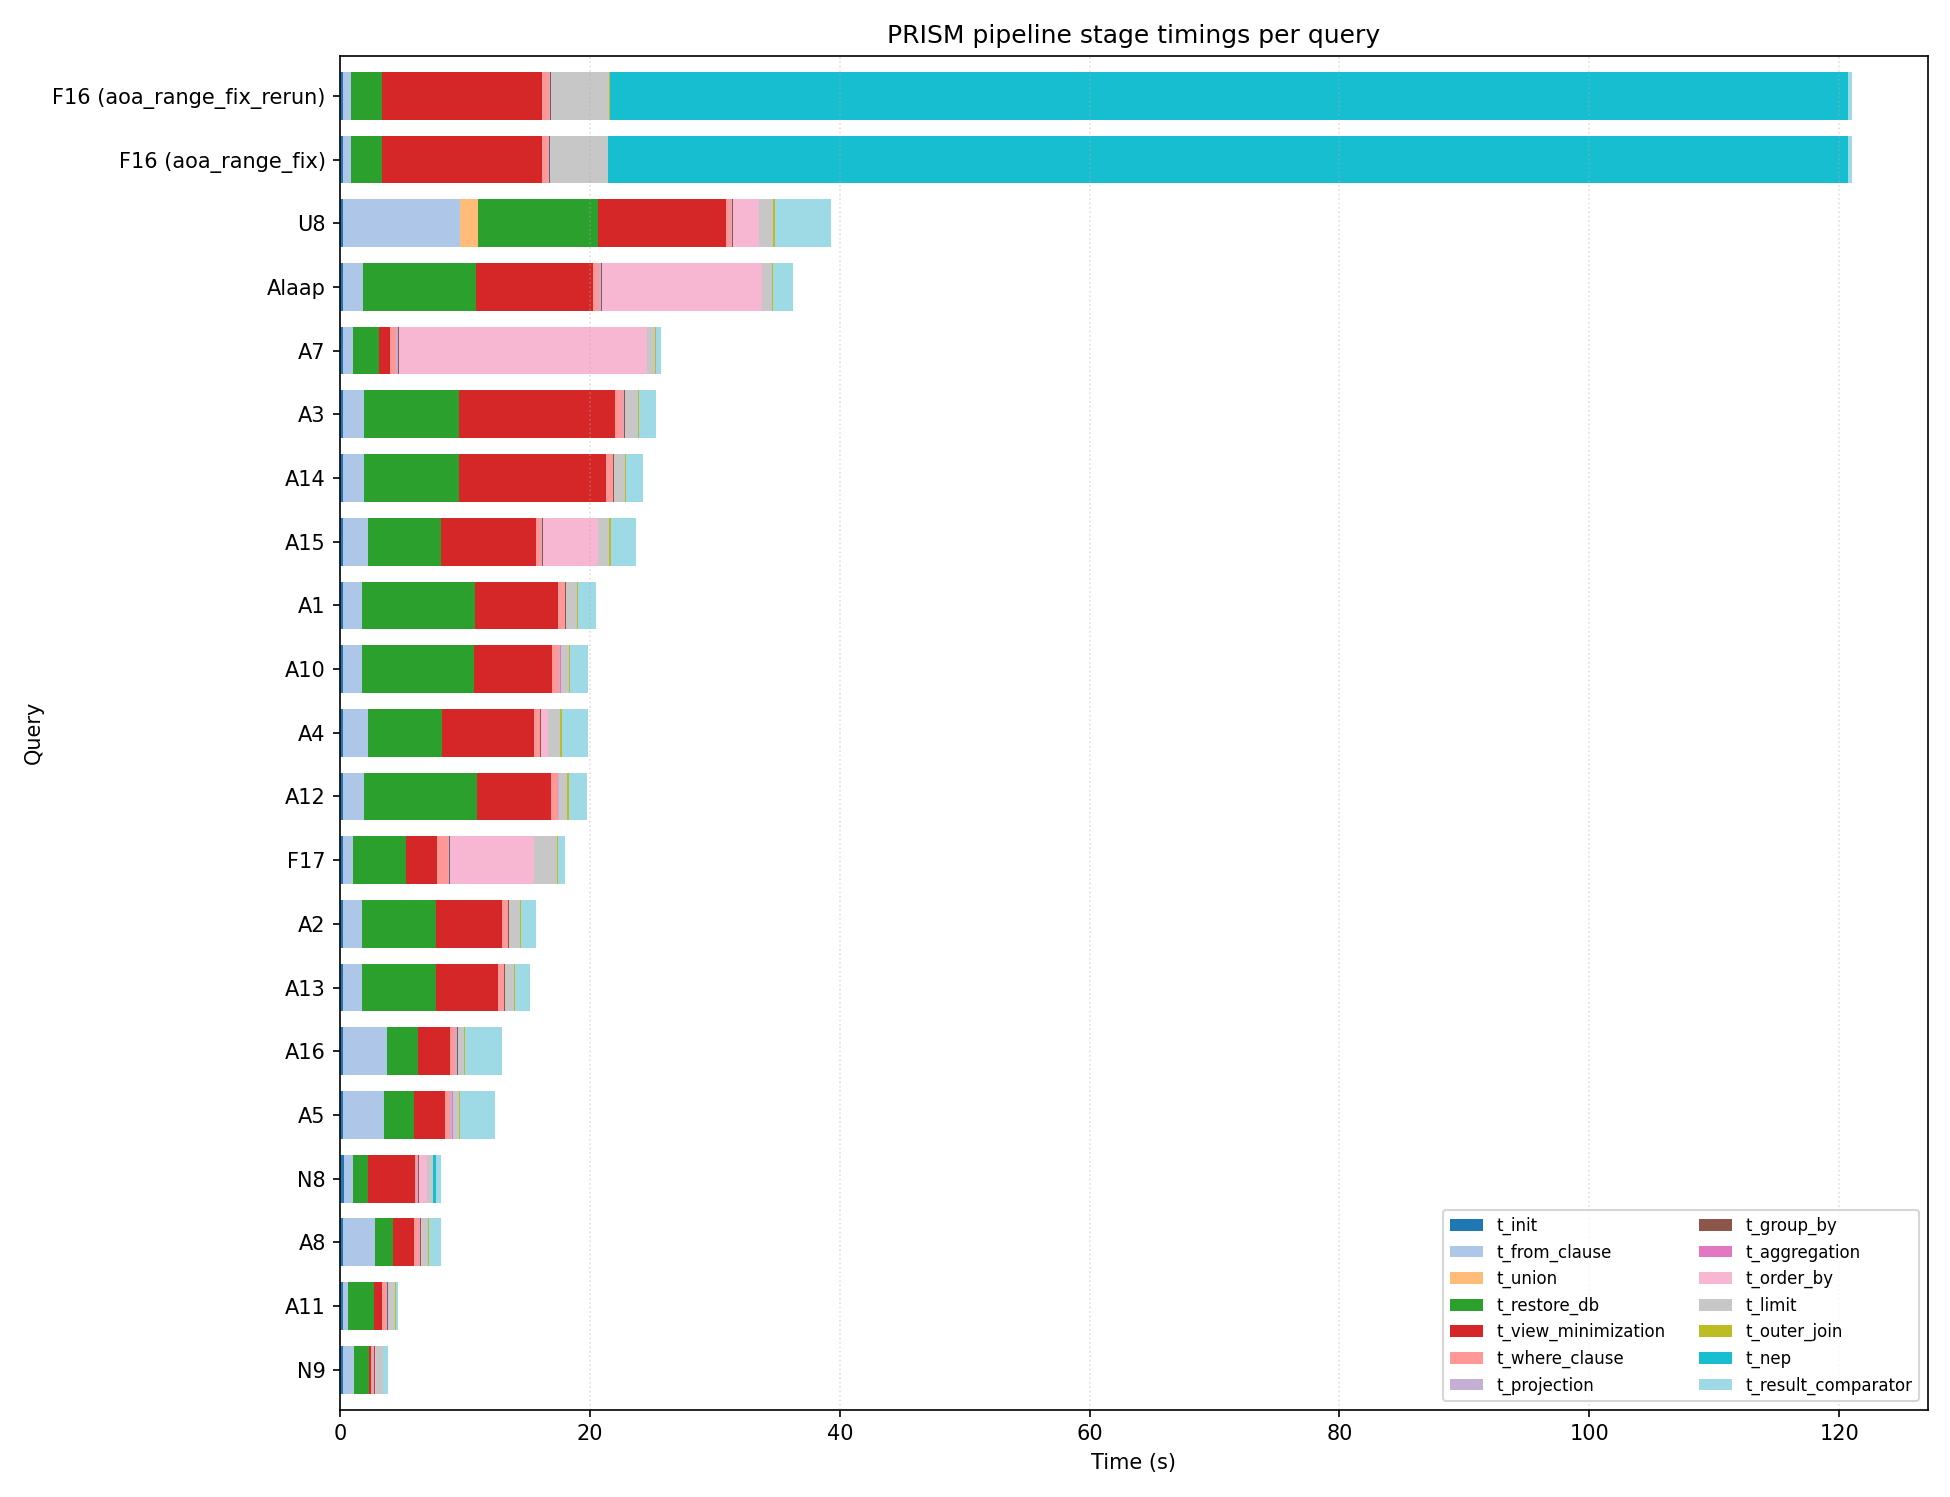 PRISM pipeline stage timings per query
F16 (aoa_range_fix_rerun)
F16 (aoa_range_fix)
U8
Alaap
A7
A3
A14
A15
A1
A10
A4
A12
F17
A2
A13
A16
A5
N8
A8
A11
N9
Query
0 20 40 60 80 100 120
Time (s)
t_init
t_from_clause
t_union
t_restore_db
t_view_minimization
t_where_clause
t_projection
t_group_by
t_aggregation
t_order_by
t_limit
t_outer_join
t_nep
t_result_comparator